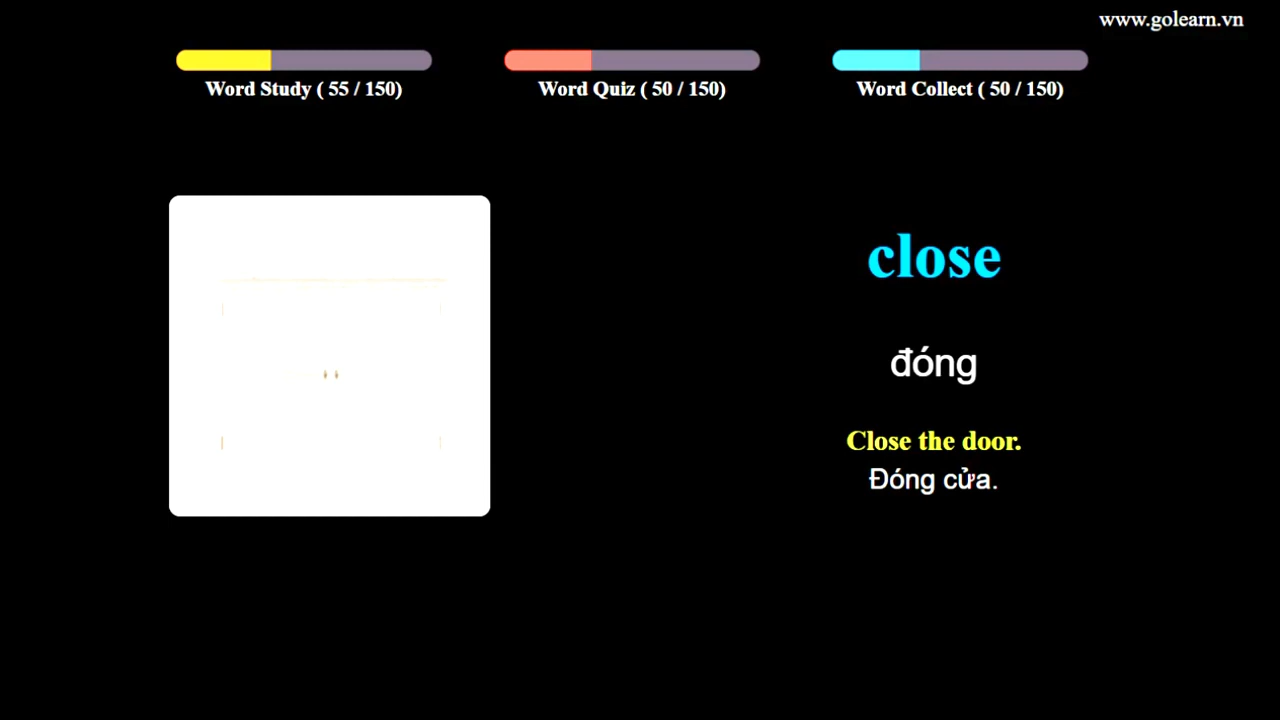 www.golearn.vn
Word Study ( 55 / 150)
Word Quiz ( 50 / 150)
Word Collect ( 50 / 150)
close
đóng
Close the door.
Đóng cửa.